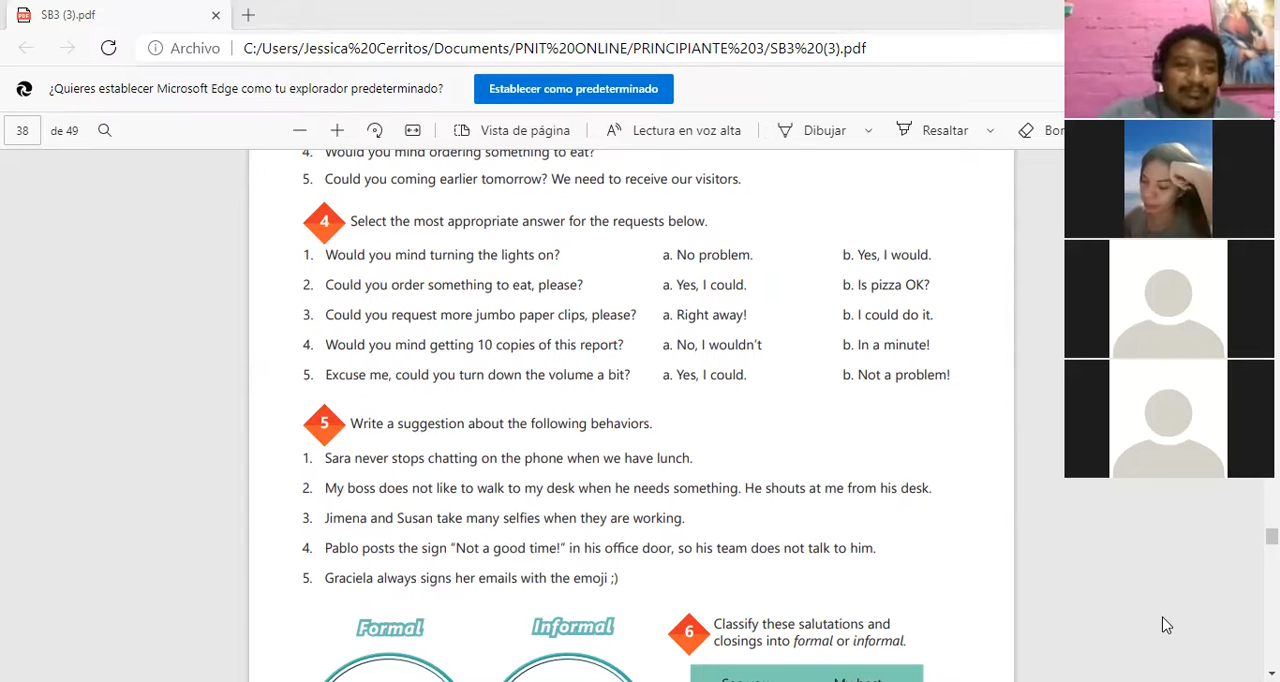 SB3 (3).pdf
Archivo
C:/Users/Jessica%20Cerritos/Documents/PNIT%20ONLINE/PRINCIPIANTE%203/SB3%20(3).pdf
¿Quieres establecer Microsoft Edge como tu explorador predeterminado?
Establecer como predeterminado
38 de 49
Vista de página
Lectura en voz alta
Dibujar
Resaltar
Bor
4. Would you mind ordering something to eat?
5. Could you coming earlier tomorrow? We need to receive our visitors.
4 Select the most appropriate answer for the requests below.
1. Would you mind turning the lights on? a. No problem. b. Yes, I would.
2. Could you order something to eat, please? a. Yes, I could. b. Is pizza OK?
3. Could you request more jumbo paper clips, please? a. Right away! b. I could do it.
4. Would you mind getting 10 copies of this report? a. No, I wouldn't b. In a minute!
5. Excuse me, could you turn down the volume a bit? a. Yes, I could. b. Not a problem!
5 Write a suggestion about the following behaviors.
1. Sara never stops chatting on the phone when we have lunch.
2. My boss does not like to walk to my desk when he needs something. He shouts at me from his desk.
3. Jimena and Susan take many selfies when they are working.
4. Pablo posts the sign “Not a good time!” in his office door, so his team does not talk to him.
5. Graciela always signs her emails with the emoji ;)
Formal
Informal
6 Classify these salutations and
closings into formal or informal.